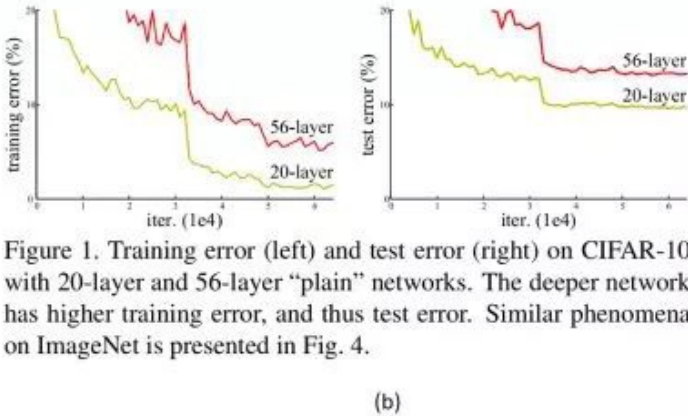 20
10
0
training error (%)
56-layer
20-layer
0 1 2 3 4 5 6
iter. (1e4)
20
10
0
test error (%)
56-layer
20-layer
0 1 2 3 4 5 6
iter. (1e4)
Figure 1. Training error (left) and test error (right) on CIFAR-10
with 20-layer and 56-layer “plain” networks. The deeper network
has higher training error, and thus test error. Similar phenomena
on ImageNet is presented in Fig. 4.
(b)